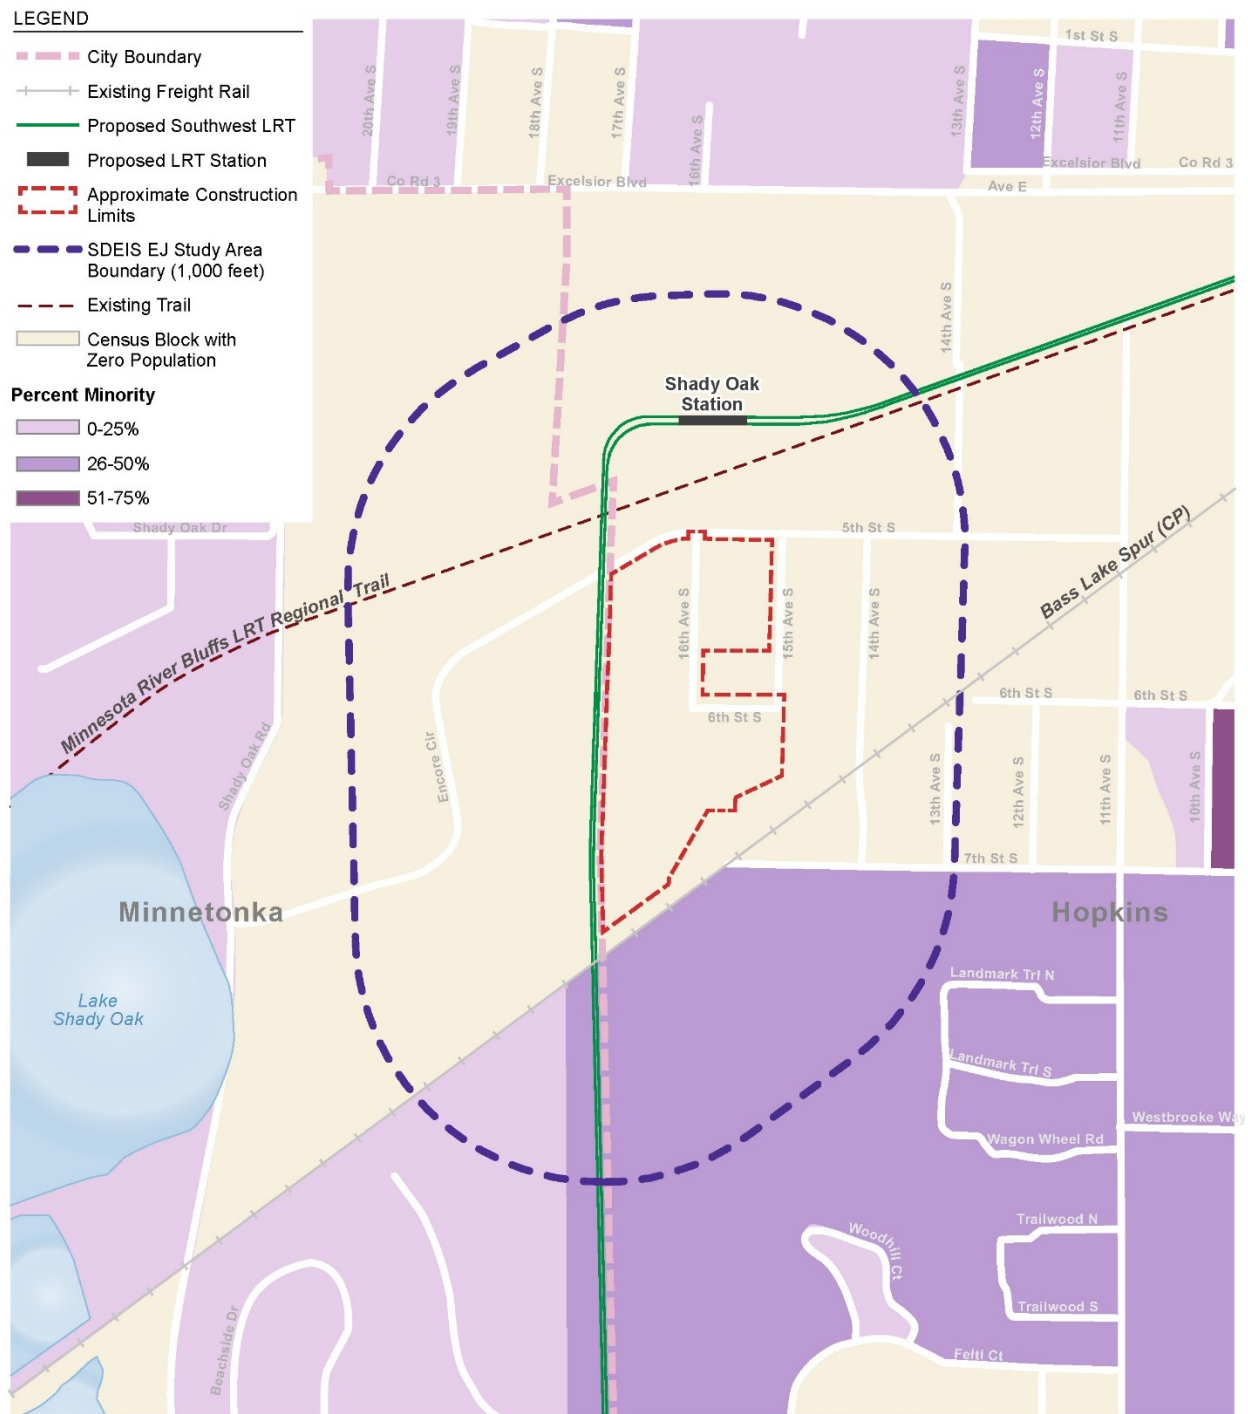 LEGEND
City Boundary
Existing Freight Rail
Proposed Southwest LRT
Proposed LRT Station
Approximate Construction
Limits
SDEIS EJ Study Area
Boundary (1,000 feet)
Existing Trail
Census Block with
Zero Population
Percent Minority
0-25%
26-50%
51-75%
20th Ave S
19th Ave S
18th Ave S
17th Ave S
16th Ave S
13th Ave S
12th Ave S
11th Ave S
1st St S
Co Rd 3
Excelsior Blvd
Excelsior Blvd
Co Rd 3
Ave E
14th Ave S
Shady Oak
Station
Shady Oak Dr
5th St S
Bass Lake Spur (CP)
Minnesota River Bluffs LRT Regional Trail
16th Ave S
15th Ave S
14th Ave S
6th St S
6th St S
6th St S
Shady Oak Rd
Encore Cir
13th Ave S
12th Ave S
11th Ave S
10th Ave S
7th St S
Minnetonka
Hopkins
Lake
Shady Oak
Landmark Trl N
Landmark Trl S
Westbrooke Way
Wagon Wheel Rd
Trailwood N
Woodhill Ct
Trailwood S
Beachside Dr
Feltl Ct